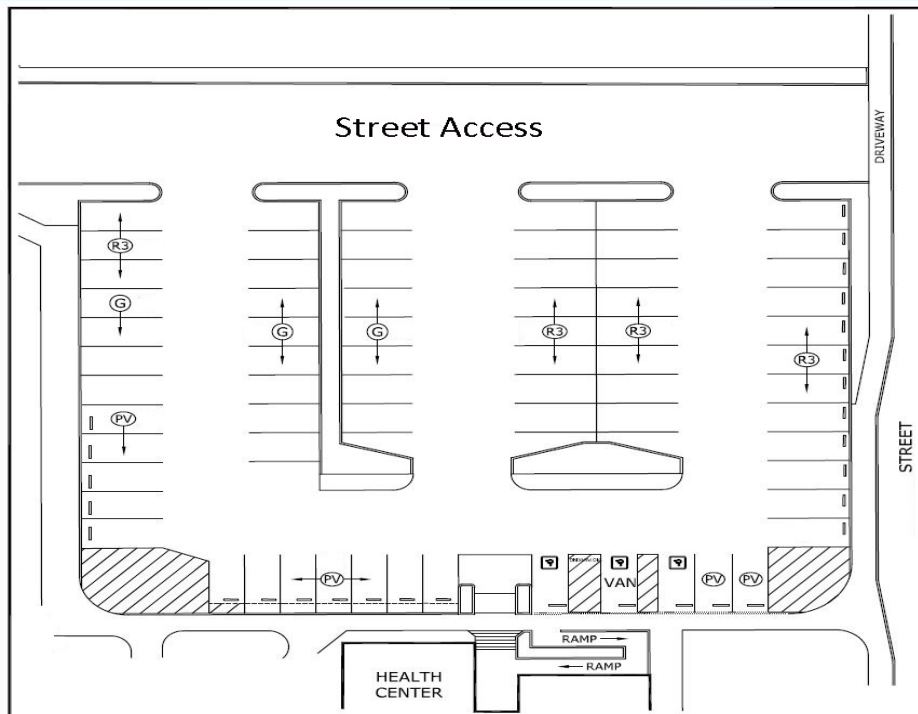 Street Access
DRIVEWAY
R3
G
G
G
R3
R3
R3
PV
STREET
PV
VAN
PV
PV
RAMP
RAMP
HEALTH
CENTER